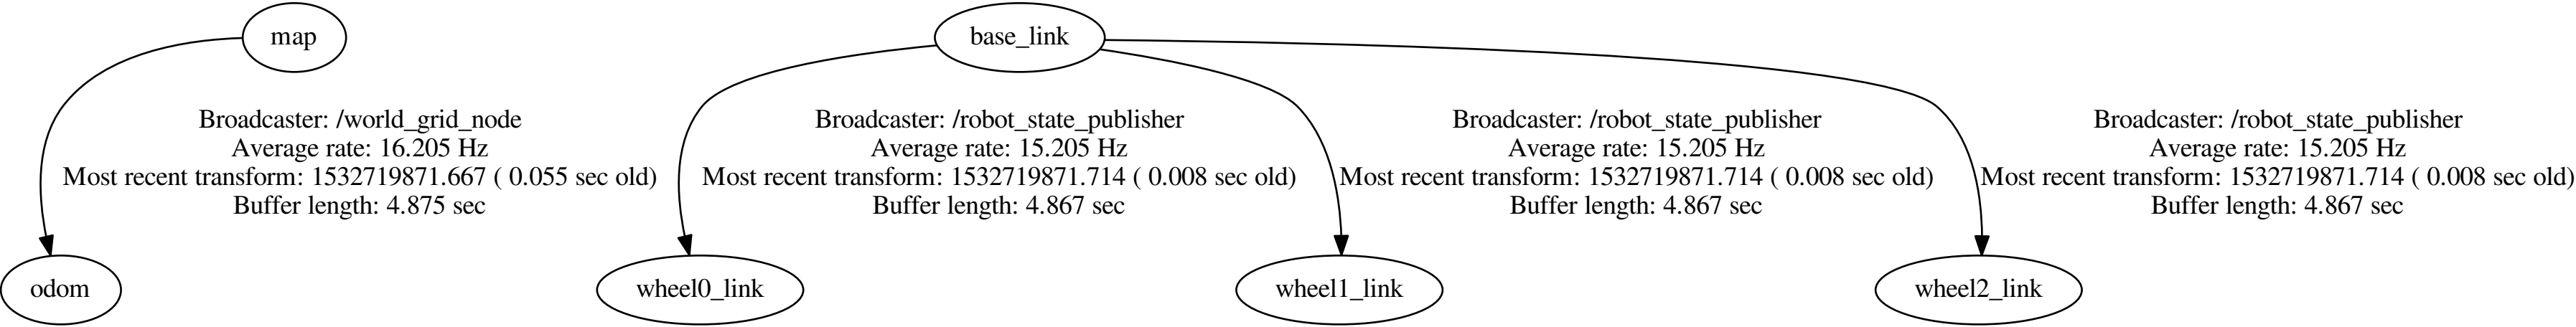 map
base_link
Broadcaster: /world_grid_node
Average rate: 16.205 Hz
Most recent transform: 1532719871.667 ( 0.055 sec old)
Buffer length: 4.875 sec
Broadcaster: /robot_state_publisher
Average rate: 15.205 Hz
Most recent transform: 1532719871.714 ( 0.008 sec old)
Buffer length: 4.867 sec
Broadcaster: /robot_state_publisher
Average rate: 15.205 Hz
Most recent transform: 1532719871.714 ( 0.008 sec old)
Buffer length: 4.867 sec
Broadcaster: /robot_state_publisher
Average rate: 15.205 Hz
Most recent transform: 1532719871.714 ( 0.008 sec old)
Buffer length: 4.867 sec
odom
wheel0_link
wheel1_link
wheel2_link